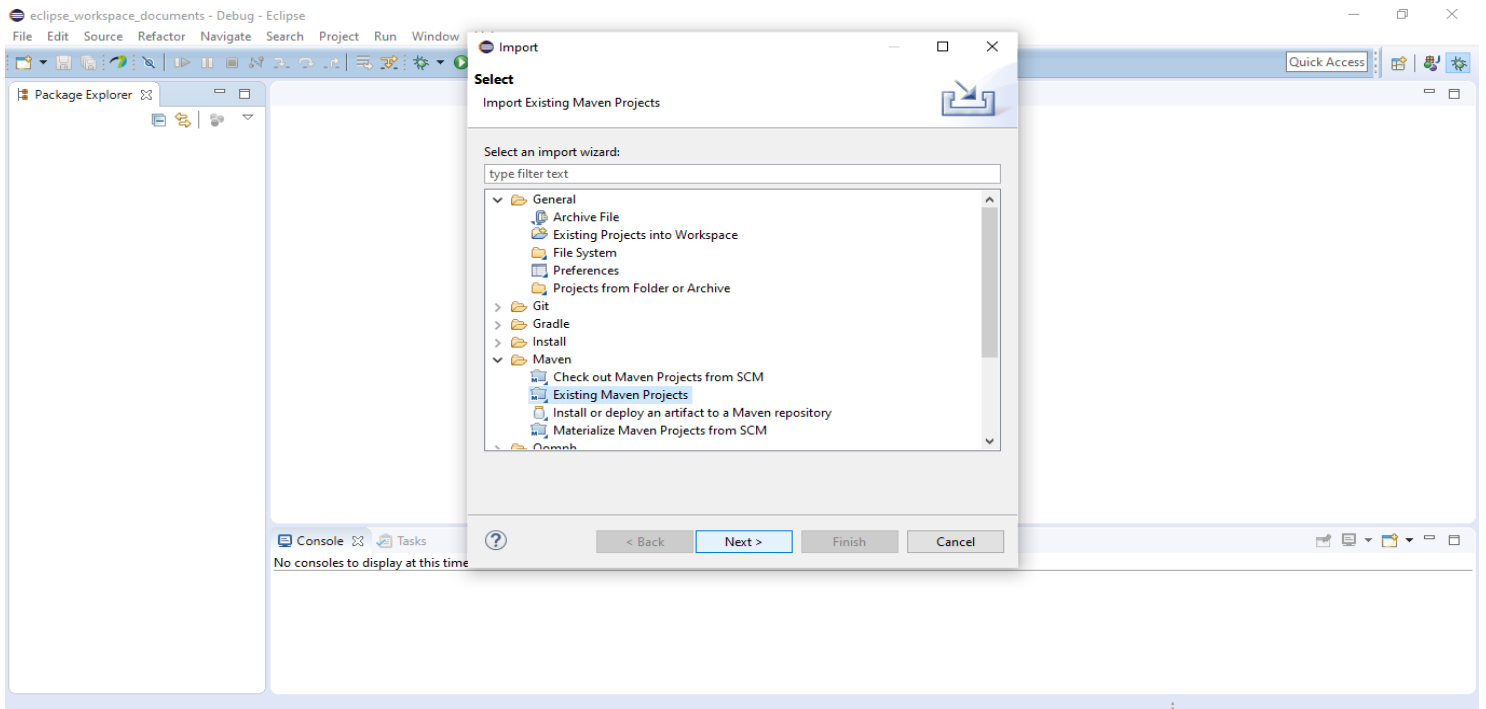 eclipse_workspace_documents - Debug - Eclipse
File Edit Source Refactor Navigate Search Project Run Window
Quick Access
Package Explorer
Import
Select
Import Existing Maven Projects
Select an import wizard:
type filter text
General
Archive File
Existing Projects into Workspace
File System
Preferences
Projects from Folder or Archive
Git
Gradle
Install
Maven
Check out Maven Projects from SCM
Existing Maven Projects
Install or deploy an artifact to a Maven repository
Materialize Maven Projects from SCM
Oomph
? < Back Next > Finish Cancel
Console Tasks
No consoles to display at this time